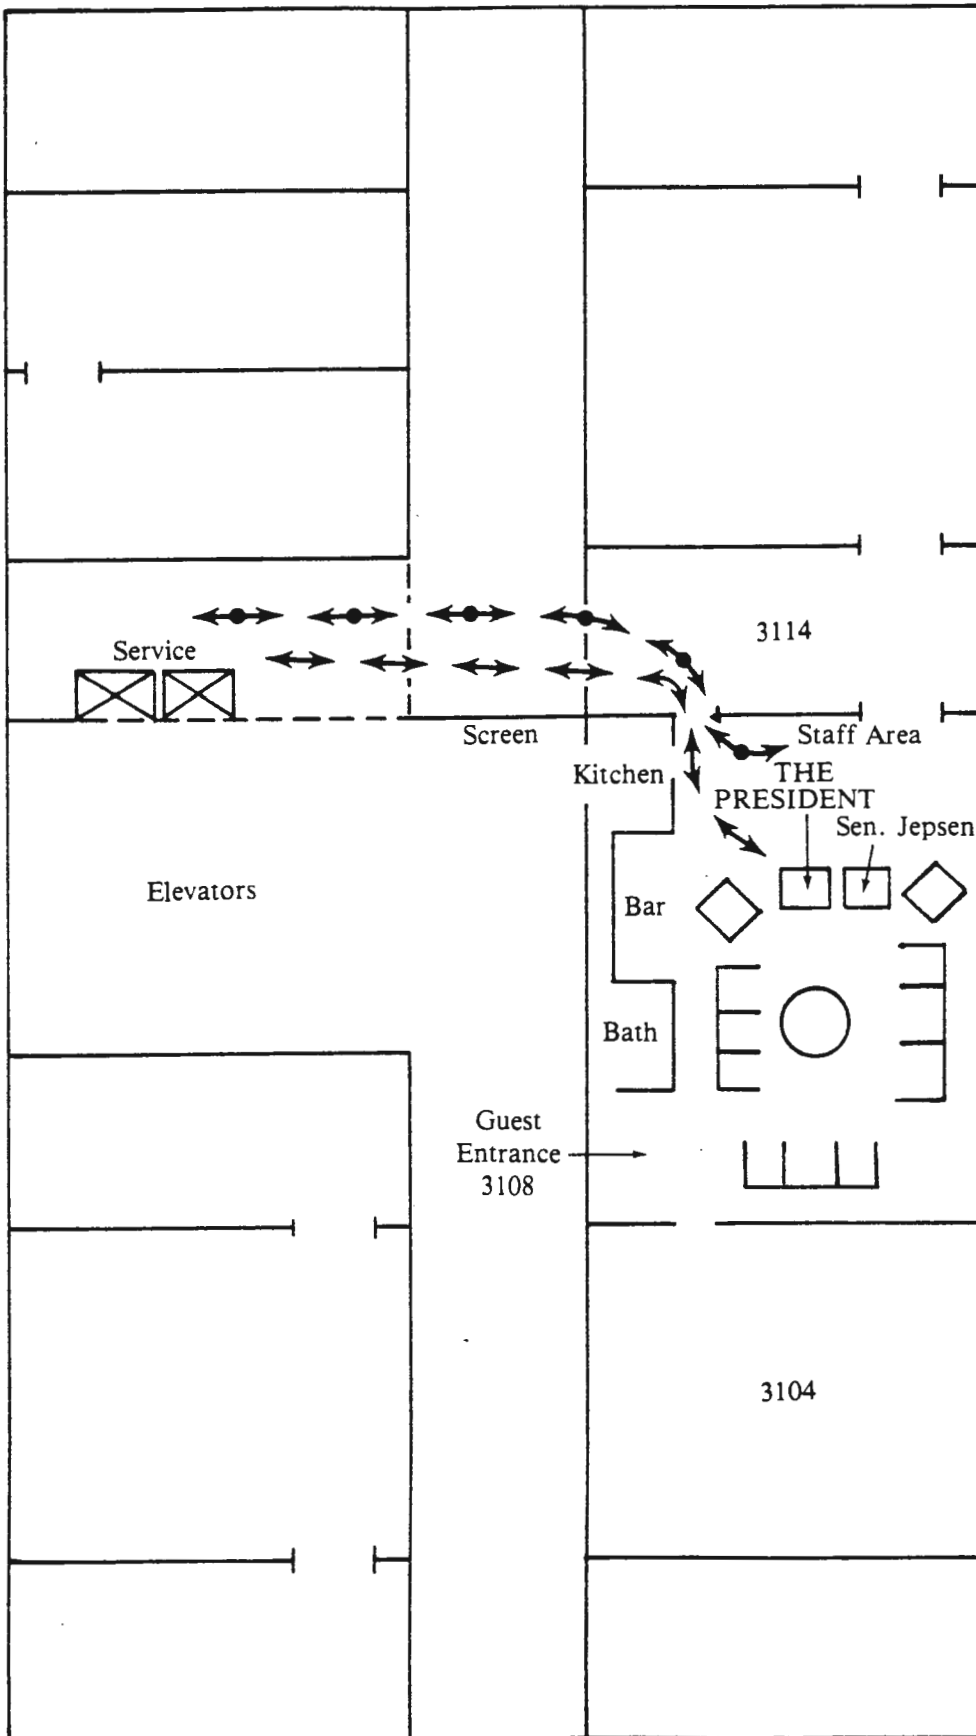 3114
Service
Screen
Staff Area
Kitchen
THE
PRESIDENT
Sen. Jepsen
Elevators
Bar
Bath
Guest
Entrance
3108
3104